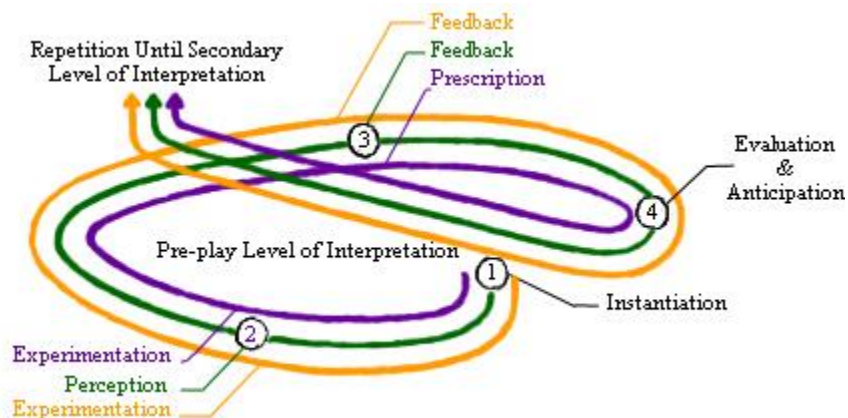 Feedback
Repetition Until Secondary
Level of Interpretation
Feedback
Prescription
3
Evaluation
&
Anticipation
4
Pre-play Level of Interpretation
1
Instantiation
2
Experimentation
Perception
Experimentation